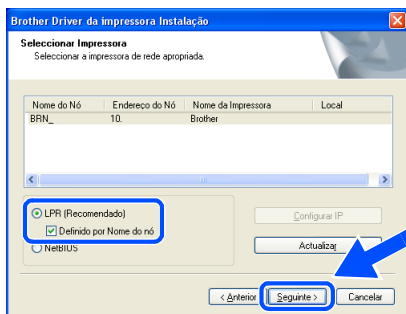 Brother Driver da impressora Instalação
Seleccionar Impressora
Seleccionar a impressora de rede apropriada.
Nome do Nó Endereço do Nó Nome da Impressora Local
BRN_ 10. Brother
LPR (Recomendado)
Definido por Nome do nó
NetBIOS
Configurar IP
Actualizar
< Anterior Seguinte > Cancelar